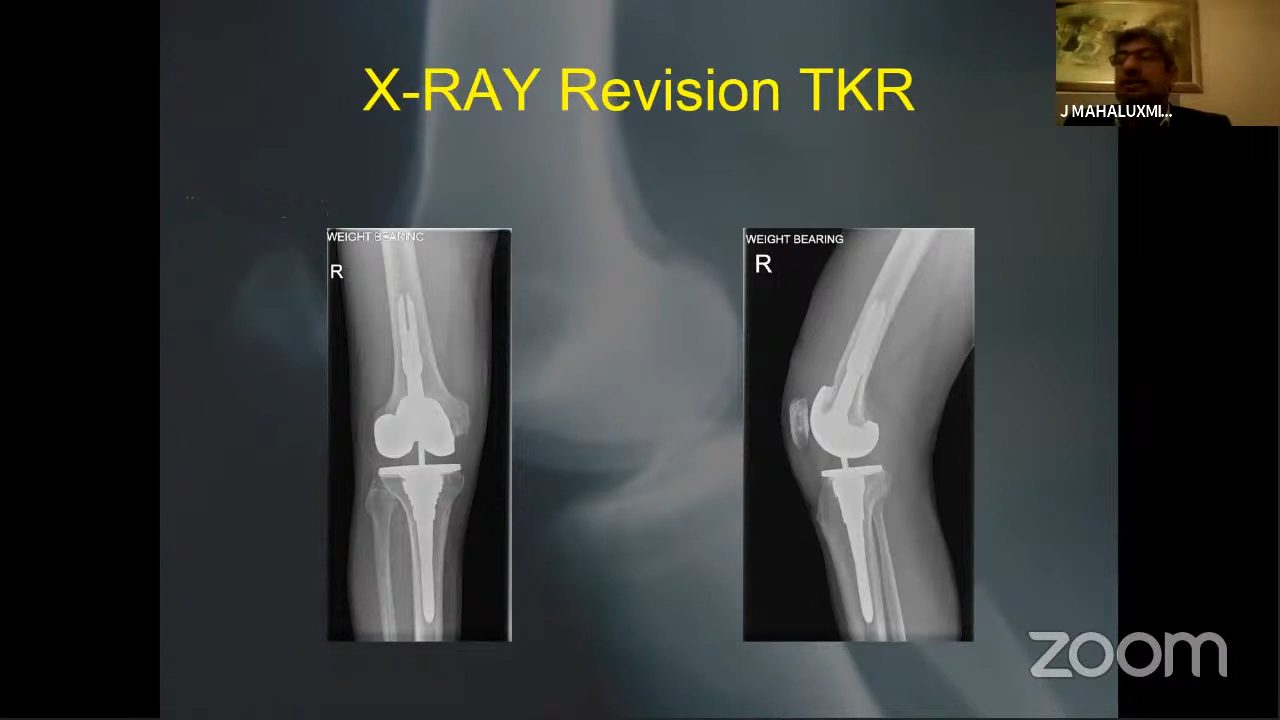 X-RAY Revision TKR
J MAHALUXMI...
WEIGHT BEARING
R
WEIGHT BEARING
R
zoom